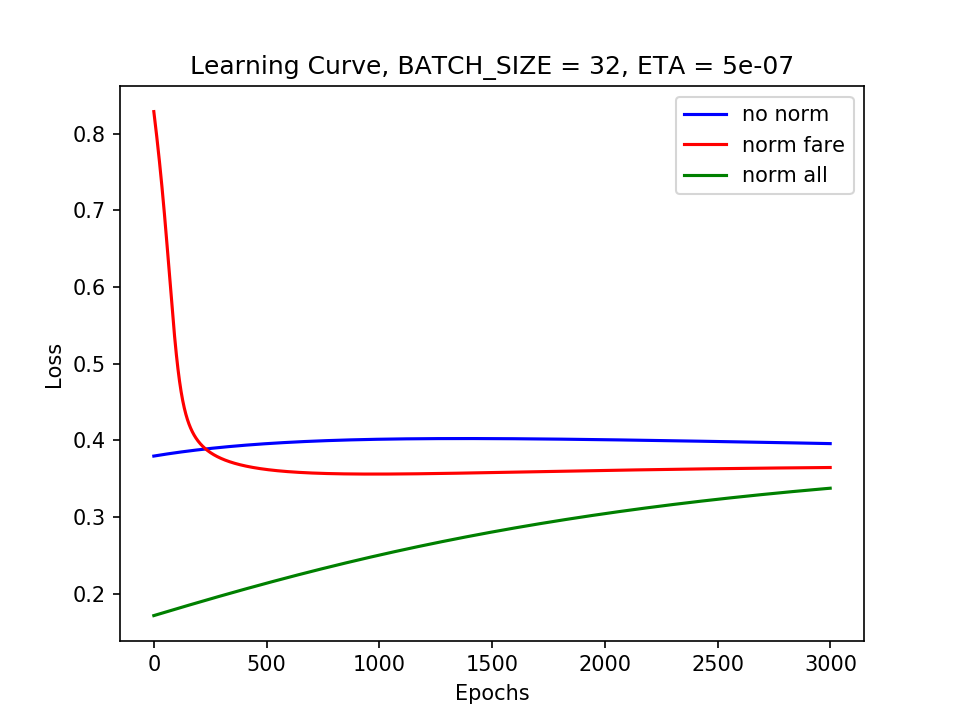 Learning Curve, BATCH_SIZE = 32, ETA = 5e-07
no norm
norm fare
norm all
Loss
0.8
0.7
0.6
0.5
0.4
0.3
0.2
0 500 1000 1500 2000 2500 3000
Epochs